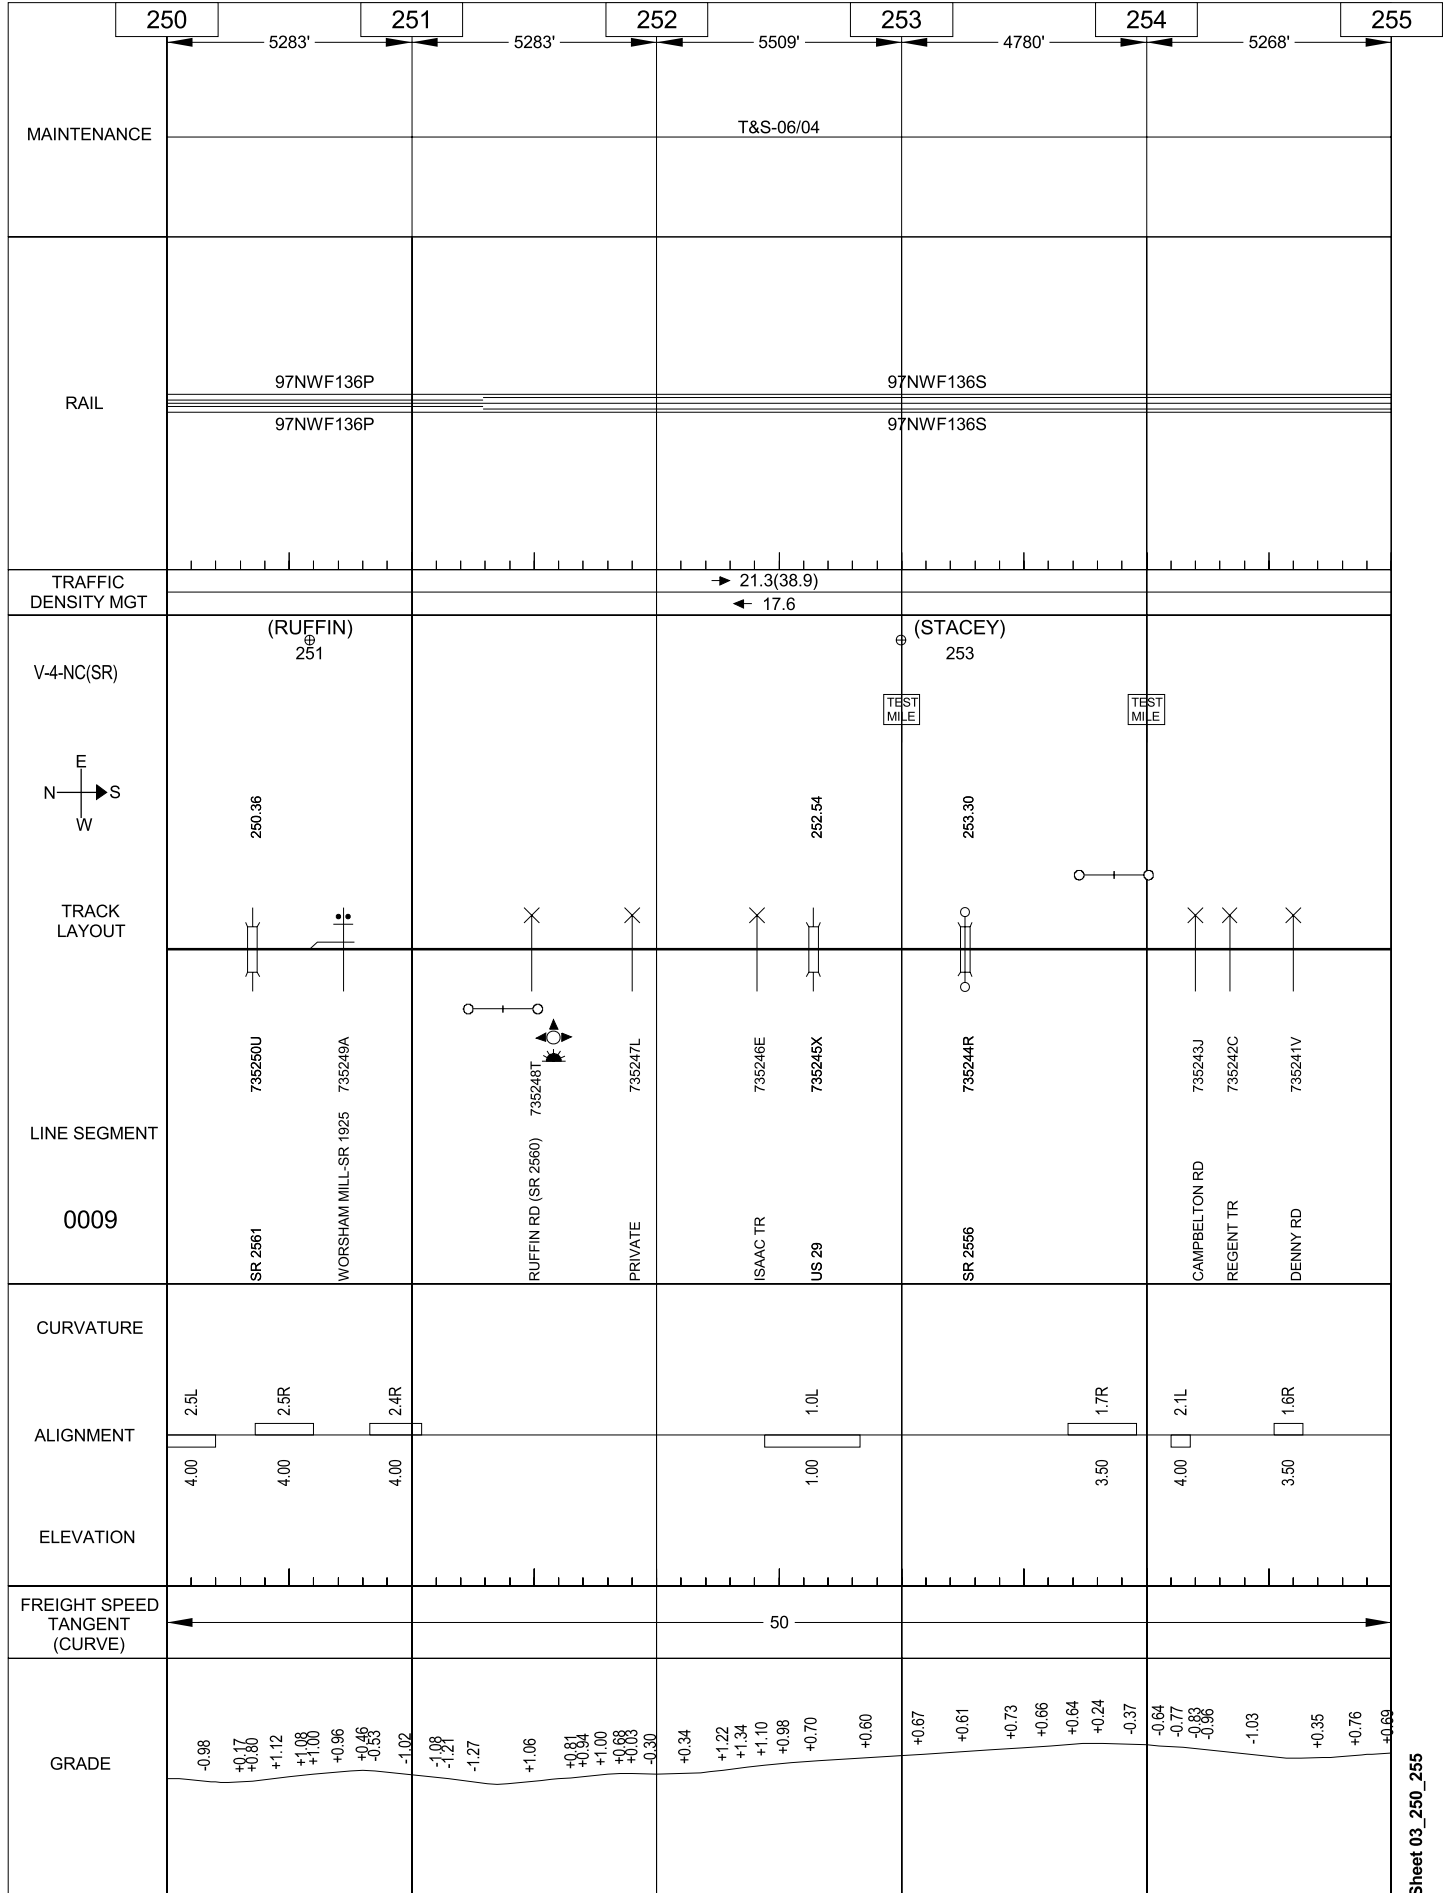 250 251 252 253 254 255
5283' 5283' 5509' 4780' 5268'
MAINTENANCE
T&S-06/04
RAIL
97NWF136P 97NWF136S
97NWF136P 97NWF136S
TRAFFIC
DENSITY MGT
21.3(38.9)
17.6
(RUFFIN)
251
(STACEY)
253
V-4-NC(SR)
TEST
MILE
TEST
MILE
E
N S
W
250.36
252.54
253.30
TRACK
LAYOUT
LINE SEGMENT
0009
SR 2561 735250U
WORSHAM MILL-SR 1925 735249A
RUFFIN RD (SR 2560) 735248T
PRIVATE 735247L
ISAAC TR 735246E
US 29 735245X
SR 2556 735244R
CAMPBELTON RD 735243J
REGENT TR 735242C
DENNY RD 735241V
CURVATURE
2.5L 2.5R 2.4R 1.0L 1.7R 2.1L 1.6R
ALIGNMENT
4.00 4.00 4.00 1.00 3.50 4.00 3.50
ELEVATION
FREIGHT SPEED
TANGENT
(CURVE)
50
GRADE
-0.98 +0.17 +0.80 +1.12 +1.08 +1.00 +0.96 +0.46 -0.53 -1.02 -1.08 -1.21 -1.27 +1.06 +0.81 +0.94 +1.00 +0.68 +0.03 -0.30 +0.34 +1.22 +1.34 +1.10 +0.98 +0.70 +0.60 +0.67 +0.61 +0.73 +0.66 +0.64 +0.24 -0.37 -0.64 -0.77 -0.83 -0.96 -1.03 +0.35 +0.76 +0.69
Sheet 03_250_255